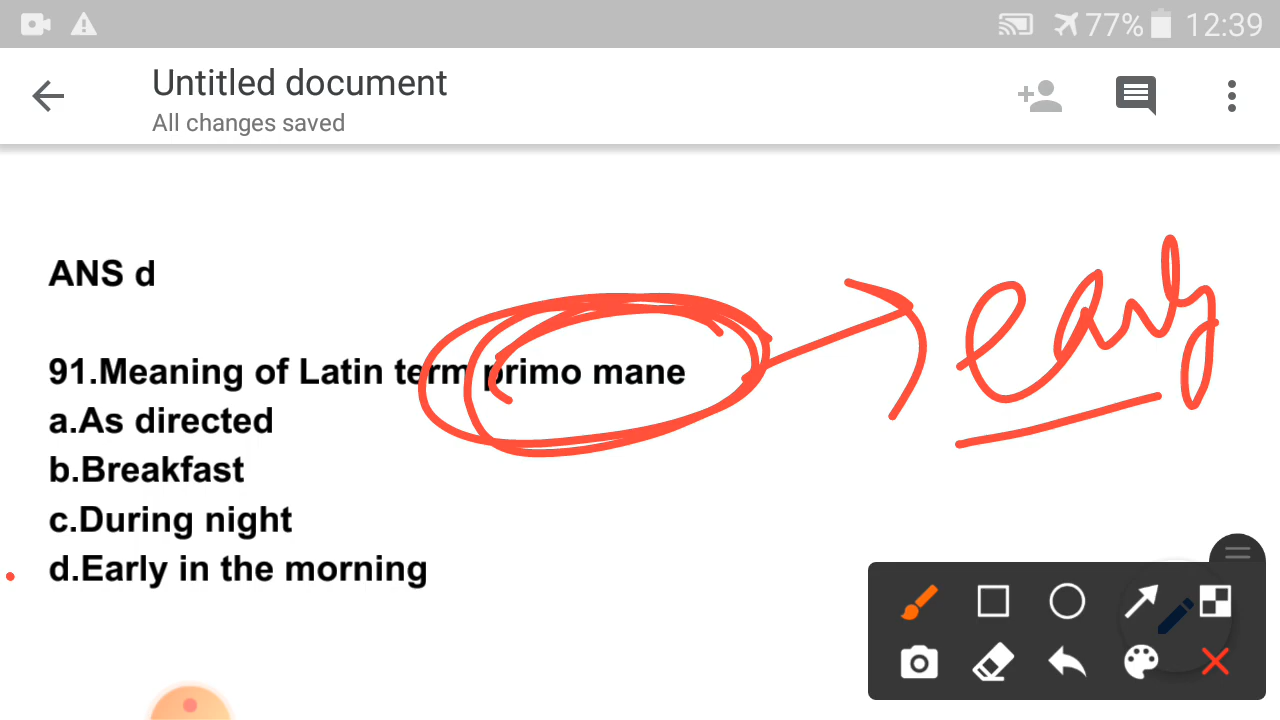 77% 12:39
Untitled document
All changes saved
ANS d
91.Meaning of Latin term primo mane
early
a.As directed
b.Breakfast
c.During night
d.Early in the morning